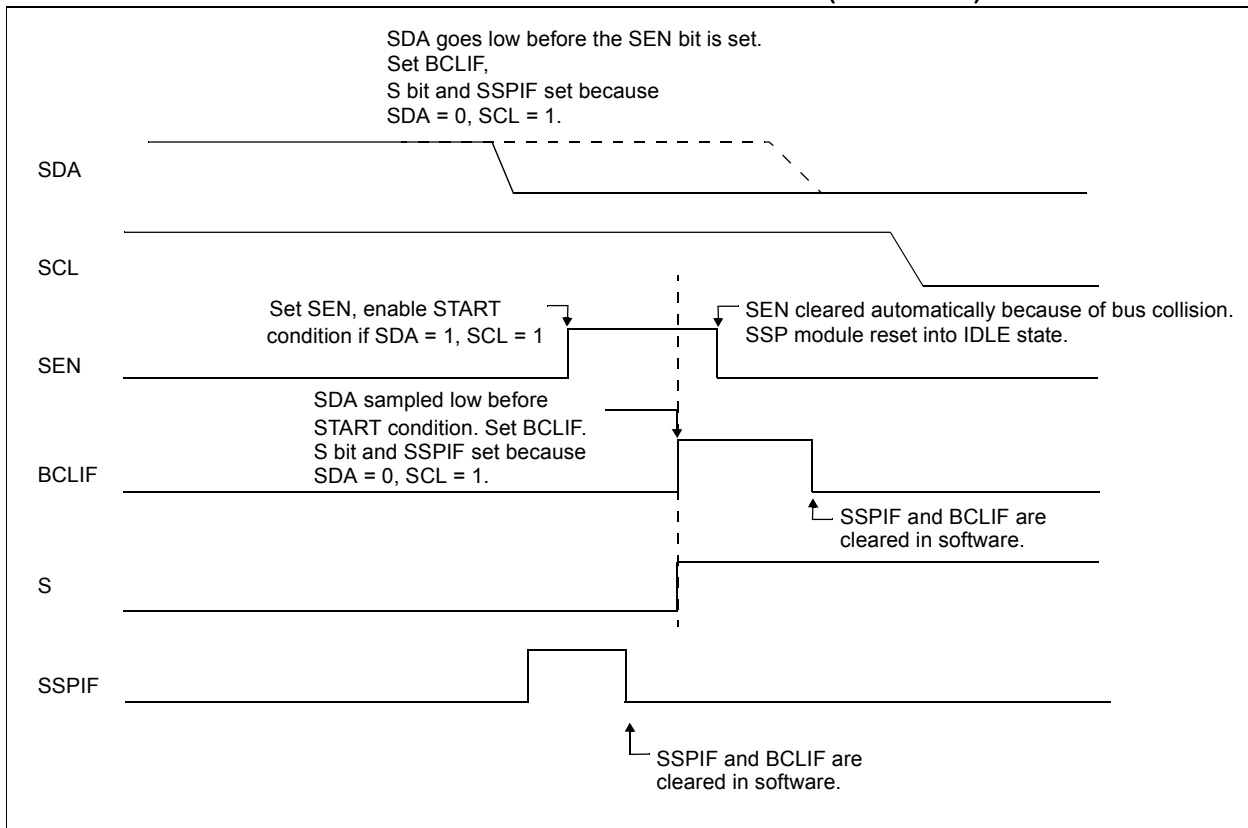 SDA goes low before the SEN bit is set.
Set BCLIF,
S bit and SSPIF set because
SDA = 0, SCL = 1.
SDA
SCL
Set SEN, enable START
condition if SDA = 1, SCL = 1
SEN cleared automatically because of bus collision.
SSP module reset into IDLE state.
SEN
SDA sampled low before
START condition. Set BCLIF.
S bit and SSPIF set because
SDA = 0, SCL = 1.
BCLIF
SSPIF and BCLIF are
cleared in software.
S
SSPIF
SSPIF and BCLIF are
cleared in software.